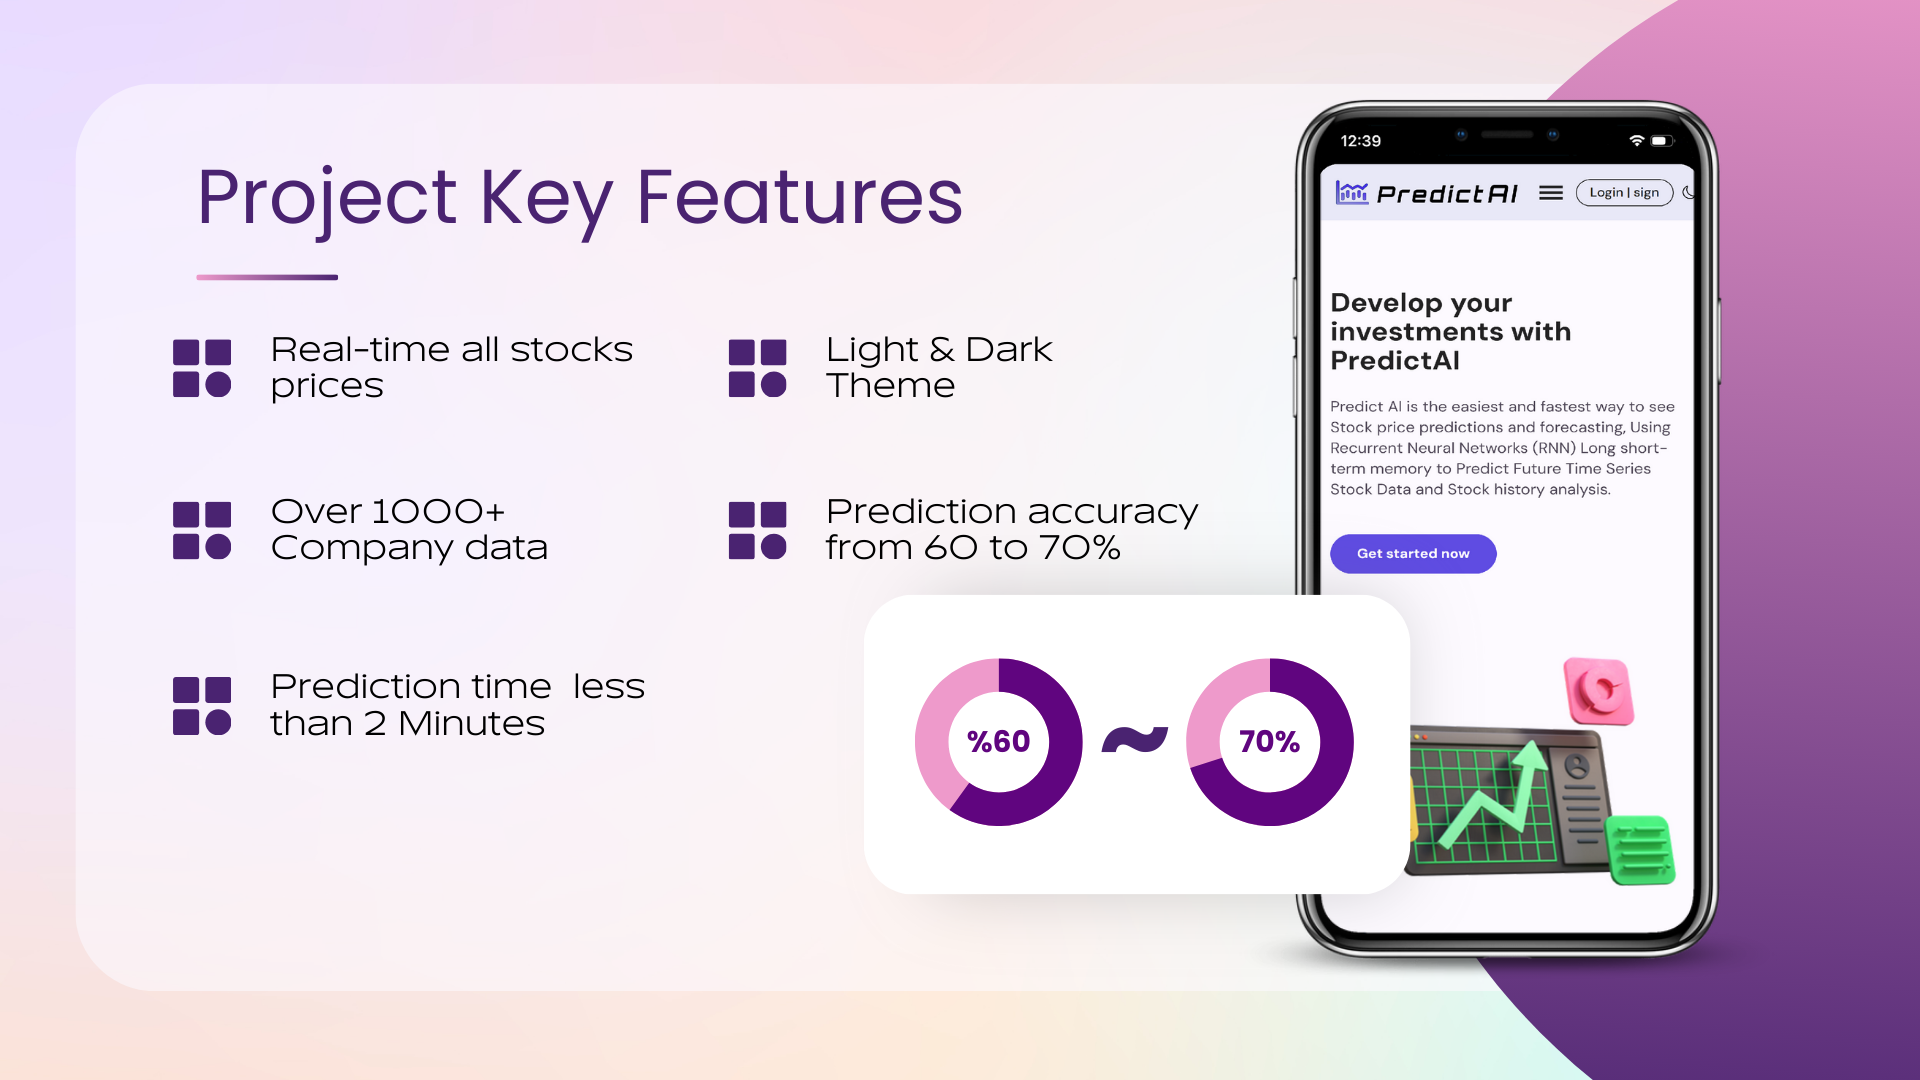 Project Key Features
Real-time all stocks
prices
Over 1000+
Company data
Prediction time  less
than 2 Minutes
Light & Dark
Theme
Prediction accuracy
from 60 to 70%
%60
~
70%
12:39
PredictAI
Login | sign
Develop your
investments with
PredictAI
Predict AI is the easiest and fastest way to see
Stock price predictions and forecasting, Using
Recurrent Neural Networks (RNN) Long short-
term memory to Predict Future Time Series
Stock Data and Stock history analysis.
Get started now